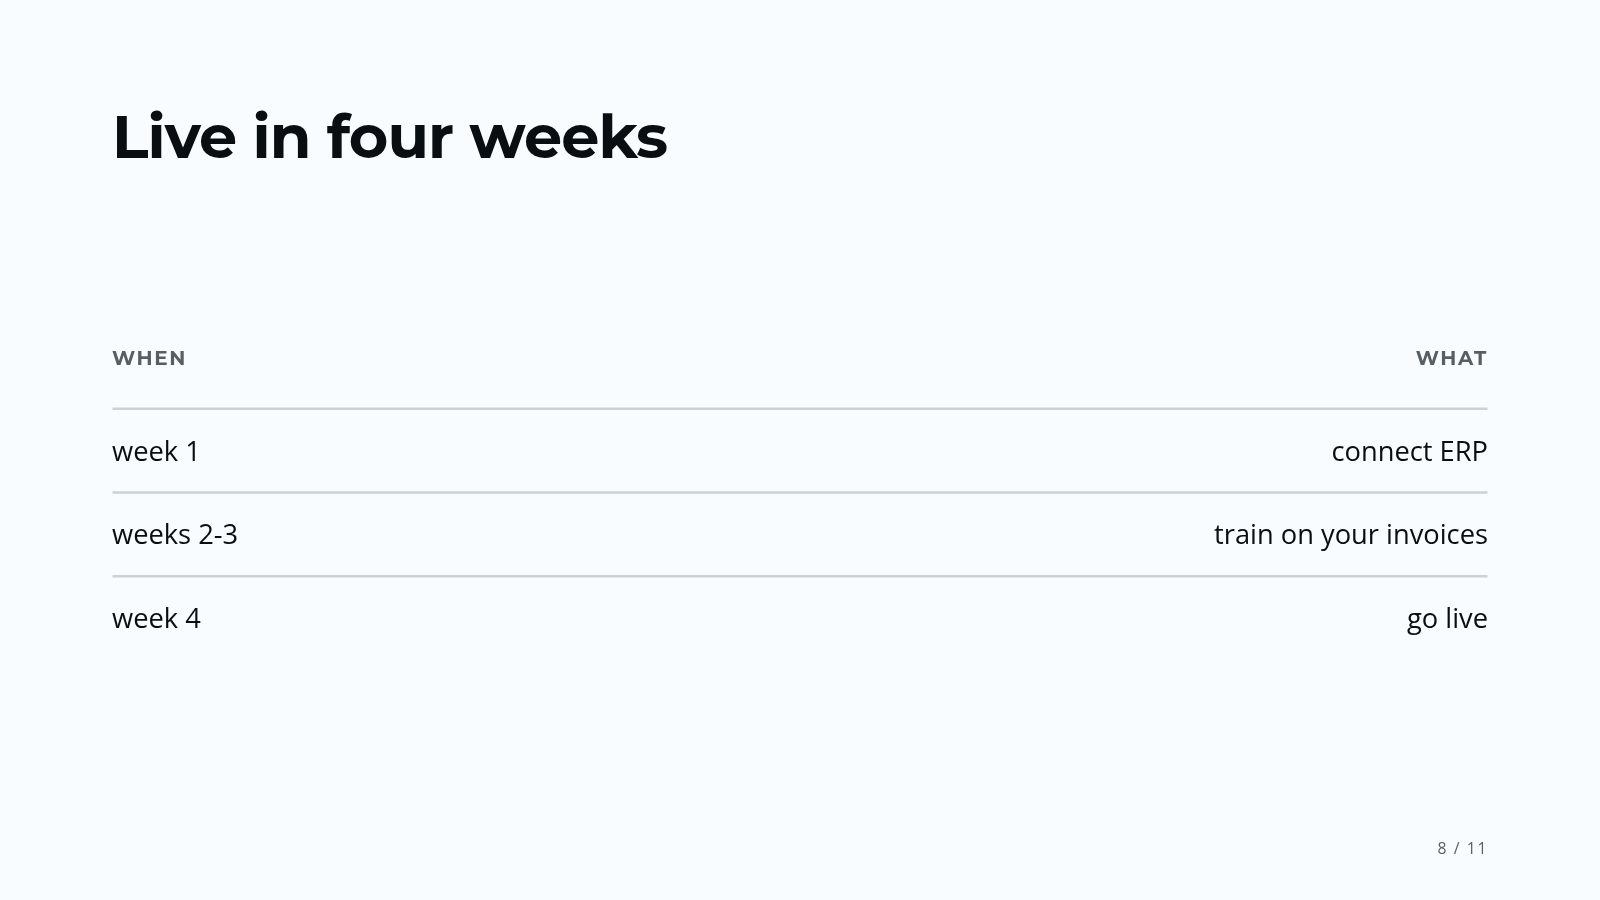 Live in four weeks
WHEN WHAT
week 1 connect ERP
weeks 2-3 train on your invoices
week 4 go live
8 / 11